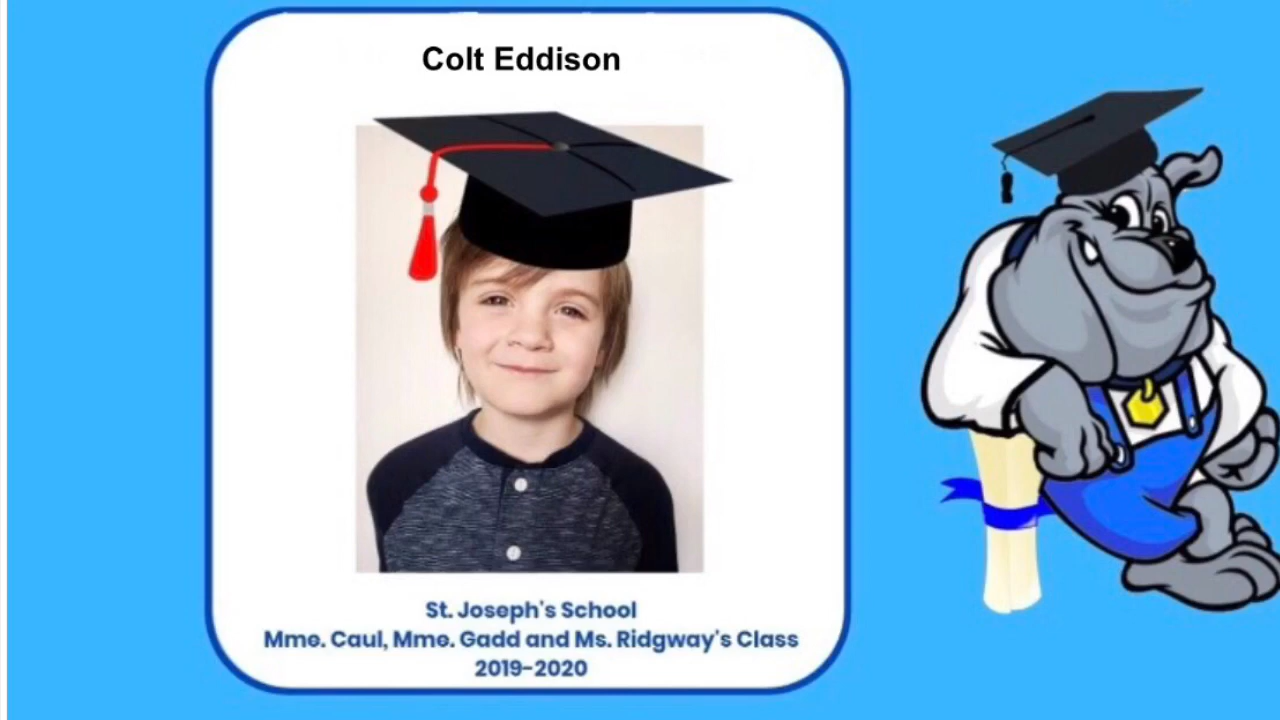 Colt Eddison
St. Joseph's School
Mme. Caul, Mme. Gadd and Ms. Ridgway's Class
2019-2020